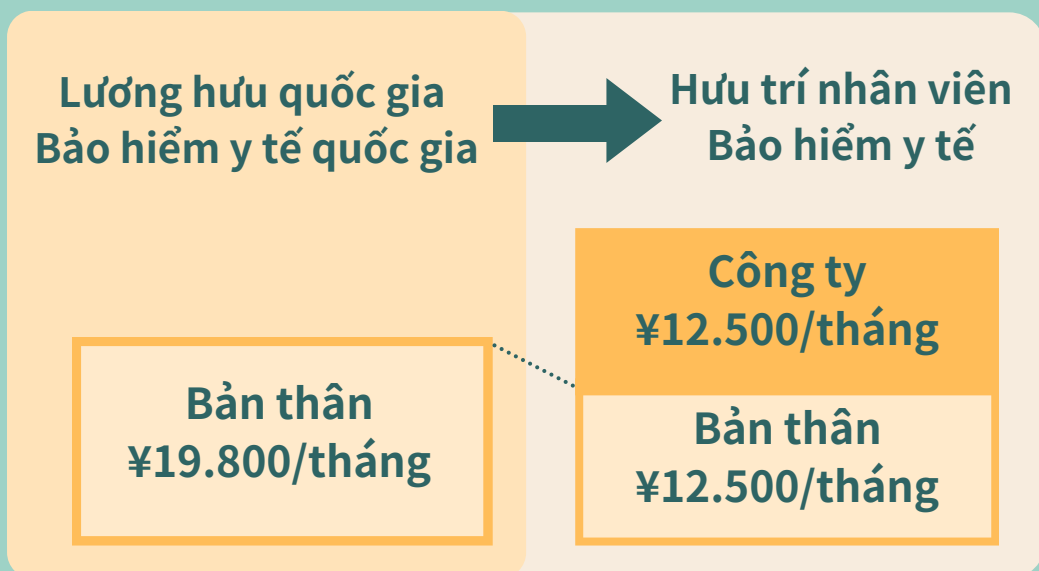 Lương hưu quốc gia
Bảo hiểm y tế quốc gia
Hưu trí nhân viên
Bảo hiểm y tế
Bản thân
¥19.800/tháng
Công ty
¥12.500/tháng
Bản thân
¥12.500/tháng